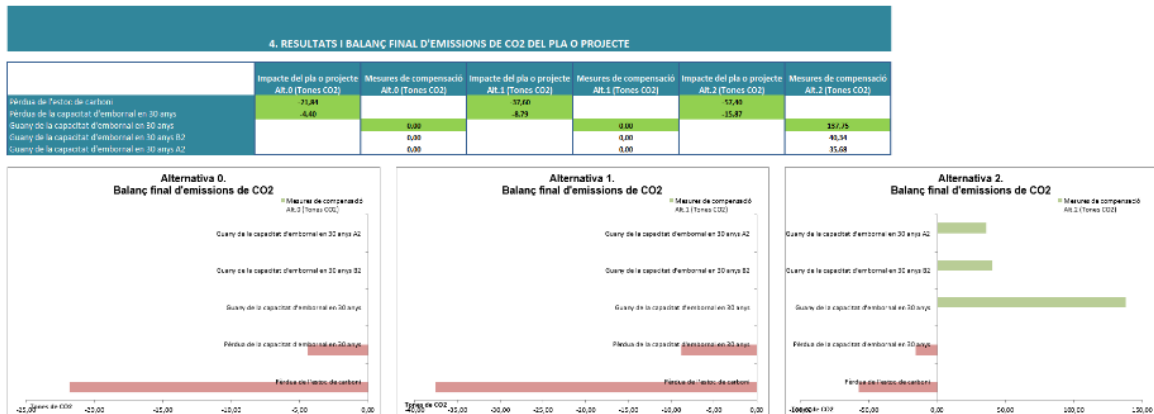 4. RESULTATS I BALANÇ FINAL D'EMISSIONS DE CO2 DEL PLA O PROJECTE
Impacte del pla o projecte Mesures de compensació Impacte del pla o projecte Mesures de compensació Impacte del pla o projecte Mesures de compensació
Alt.0 (Tones CO2) Alt.0 (Tones CO2) Alt.1 (Tones CO2) Alt.1 (Tones CO2) Alt.2 (Tones CO2) Alt.2 (Tones CO2)
Pèrdua de l'estoc de carboni -21,84 -37,60 -57,40
Pèrdua de la capacitat d'embornal en 30 anys -4,40 -8,79 -15,87
Guany de la capacitat d'embornal en 30 anys 0,00 0,00 137,75
Guany de la capacitat d'embornal en 30 anys B2 0,00 0,00 40,34
Guany de la capacitat d'embornal en 30 anys A2 0,00 0,00 35,68
Alternativa 0.
Balanç final d'emissions de CO2
Mesures de compensació
Alt.0 (Tones CO2)
Guany de la capacitat d'embornal en 30 anys A2
Guany de la capacitat d'embornal en 30 anys B2
Guany de la capacitat d'embornal en 30 anys
Pèrdua de la capacitat d'embornal en 30 anys
Pèrdua de l'estoc de carboni
Tones de CO2
-25,00 -20,00 -15,00 -10,00 -5,00 0,00
Alternativa 1.
Balanç final d'emissions de CO2
Mesures de compensació
Alt.1 (Tones CO2)
Guany de la capacitat d'embornal en 30 anys A2
Guany de la capacitat d'embornal en 30 anys B2
Guany de la capacitat d'embornal en 30 anys
Pèrdua de la capacitat d'embornal en 30 anys
Pèrdua de l'estoc de carboni
Tones de CO2
-40,00 -35,00 -30,00 -25,00 -20,00 -15,00 -10,00 -5,00 0,00
Alternativa 2.
Balanç final d'emissions de CO2
Mesures de compensació
Alt.2 (Tones CO2)
Guany de la capacitat d'embornal en 30 anys A2
Guany de la capacitat d'embornal en 30 anys B2
Guany de la capacitat d'embornal en 30 anys
Pèrdua de la capacitat d'embornal en 30 anys
Pèrdua de l'estoc de carboni
Tones de CO2
-100,00 -50,00 0,00 50,00 100,00 150,00